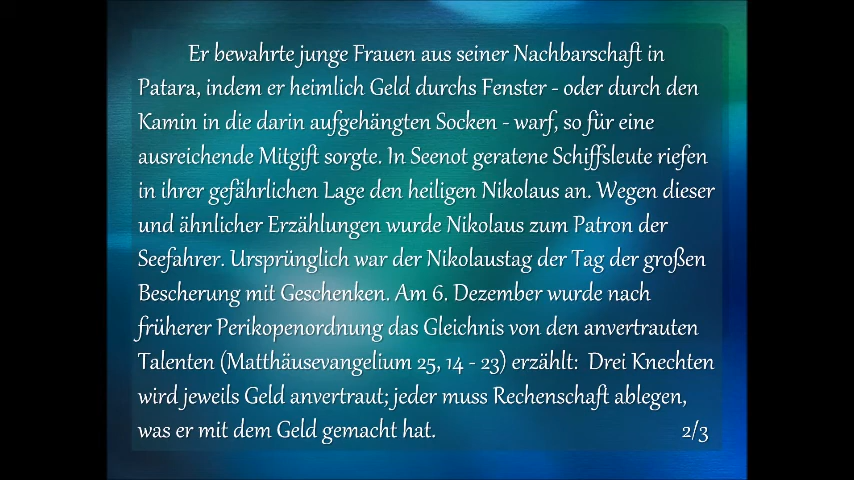 Er bewahrte junge Frauen aus seiner Nachbarschaft in
Patara, indem er heimlich Geld durchs Fenster - oder durch den
Kamin in die darin aufgehängten Socken - warf, so für eine
ausreichende Mitgift sorgte. In Seenot geratene Schiffsleute riefen
in ihrer gefährlichen Lage den heiligen Nikolaus an. Wegen dieser
und ähnlicher Erzählungen wurde Nikolaus zum Patron der
Seefahrer. Ursprünglich war der Nikolaustag der Tag der großen
Bescherung mit Geschenken. Am 6. Dezember wurde nach
früherer Perikopenordnung das Gleichnis von den anvertrauten
Talenten (Matthäusevangelium 25, 14 - 23) erzählt:  Drei Knechten
wird jeweils Geld anvertraut; jeder muss Rechenschaft ablegen,
was er mit dem Geld gemacht hat. 2/3